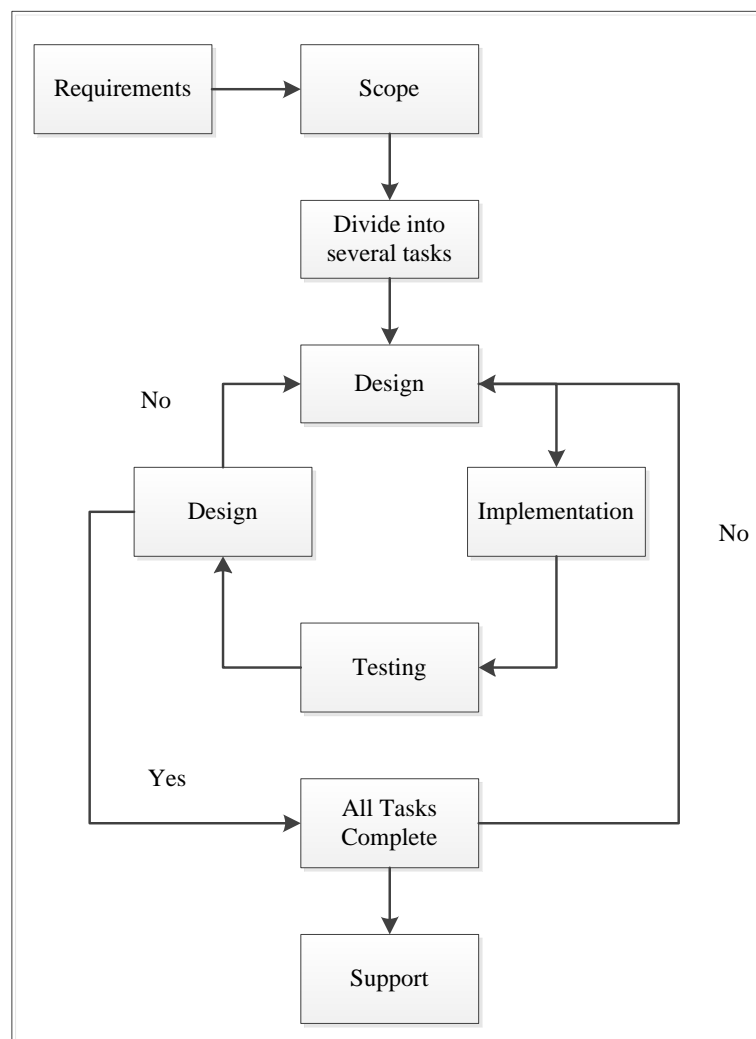 Requirements
Scope
Divide into
several tasks
Design
No
Design
Implementation
No
Testing
Yes
All Tasks
Complete
Support